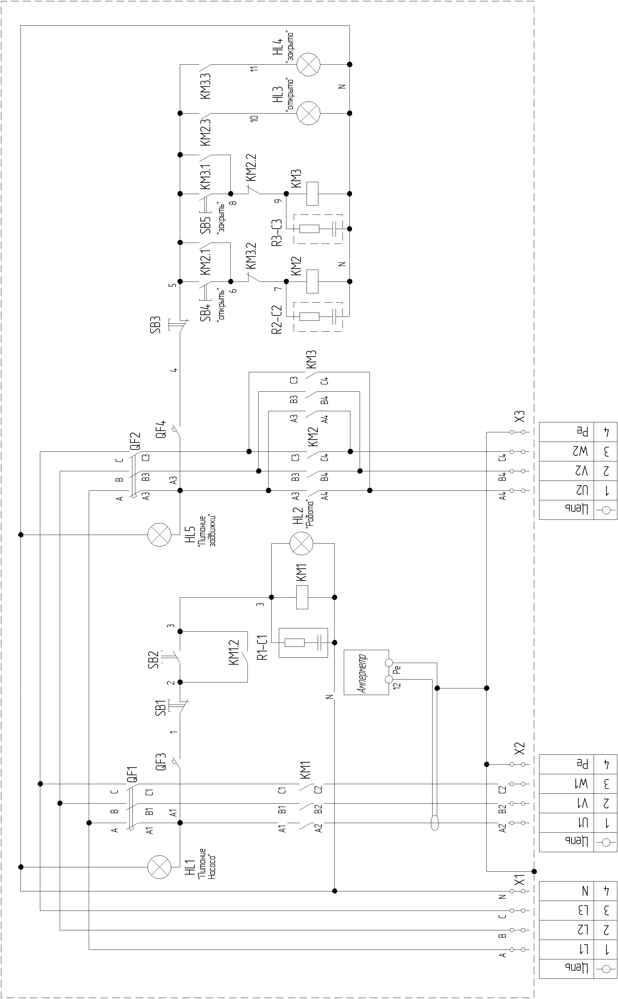 HL4
"закрыто"
KM3.3
11
HL3
"открыто"
N
KM2.3
10
KM3.1
KM2.2
KM3
SB5
"закрыть"
8
9
R3-C3
KM2.1
KM3.2
KM2
N
5
SB4
"открыть"
6
7
R2-C2
SB3
4
KM3
C3
C4
B3
B4
A3
A4
QF4
QF2
KM2
X3
C
C3
C3
C4
C4
B
B3
B3
B4
B4
A
A3
A3
A3
A4
A4
Цепь
1 U2
2 V2
3 W2
4 Pe
HL5
"Питание
задвижки"
HL2
"Работа"
KM1
3
3
SB2
KM1.2
R1-C1
2
SB1
Амперметр
12
Pe
N
1
QF3
QF1
KM1
X2
C
C1
C1
C2
C2
B
B1
B1
B2
B2
A
A1
A1
A1
A2
A2
Цепь
1 U1
2 V1
3 W1
4 Pe
HL1
"Питание
Насоса"
X1
N
C
B
A
Цепь
1 L1
2 L2
3 L3
4 N